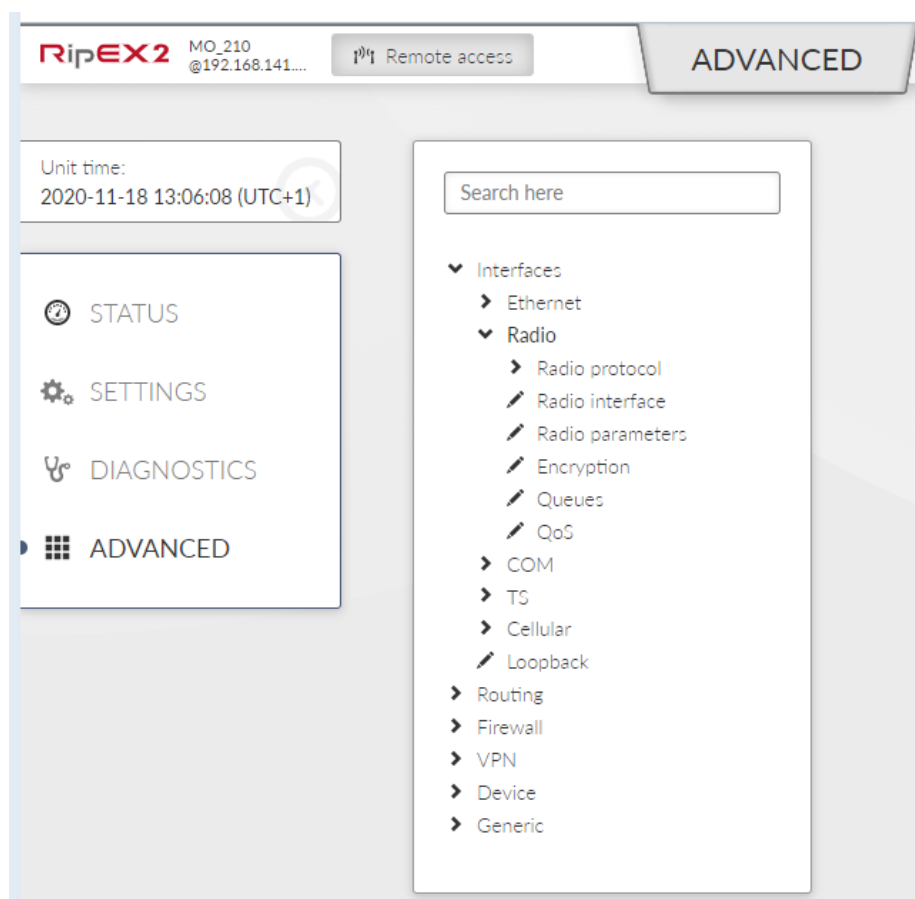 RipEX2
MO_210
@192.168.141....
Remote access
ADVANCED
Unit time:
2020-11-18 13:06:08 (UTC+1)
STATUS
SETTINGS
DIAGNOSTICS
ADVANCED
Search here
Interfaces
Ethernet
Radio
Radio protocol
Radio interface
Radio parameters
Encryption
Queues
QoS
COM
TS
Cellular
Loopback
Routing
Firewall
VPN
Device
Generic